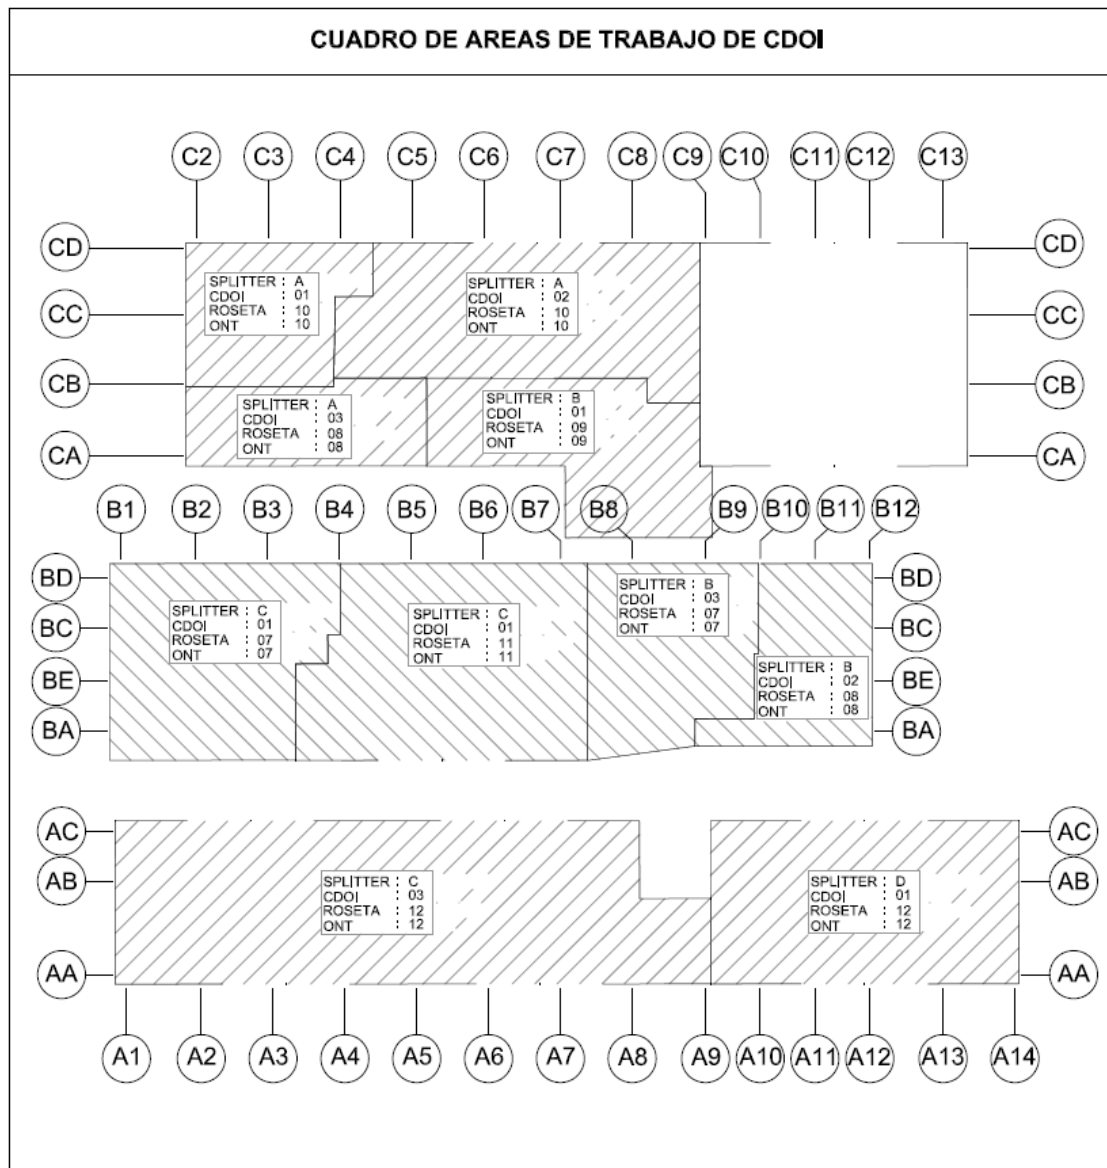 CUADRO DE AREAS DE TRABAJO DE CDOI
C2 C3 C4 C5 C6 C7 C8 C9 C10 C11 C12 C13
CD CD
SPLITTER : A
CDOI : 01
ROSETA : 10
ONT : 10
SPLITTER : A
CDOI : 02
ROSETA : 10
ONT : 10
CC CC
CB CB
SPLITTER : A
CDOI : 03
ROSETA : 08
ONT : 08
SPLITTER : B
CDOI : 01
ROSETA : 09
ONT : 09
CA CA
B1 B2 B3 B4 B5 B6 B7 B8 B9 B10 B11 B12
BD BD
SPLITTER : C
CDOI : 01
ROSETA : 07
ONT : 07
SPLITTER : C
CDOI : 01
ROSETA : 11
ONT : 11
SPLITTER : B
CDOI : 03
ROSETA : 07
ONT : 07
BC BC
SPLITTER : B
CDOI : 02
ROSETA : 08
ONT : 08
BE BE
BA BA
AC AC
AB AB
SPLITTER : C
CDOI : 03
ROSETA : 12
ONT : 12
SPLITTER : D
CDOI : 01
ROSETA : 12
ONT : 12
AA AA
A1 A2 A3 A4 A5 A6 A7 A8 A9 A10 A11 A12 A13 A14